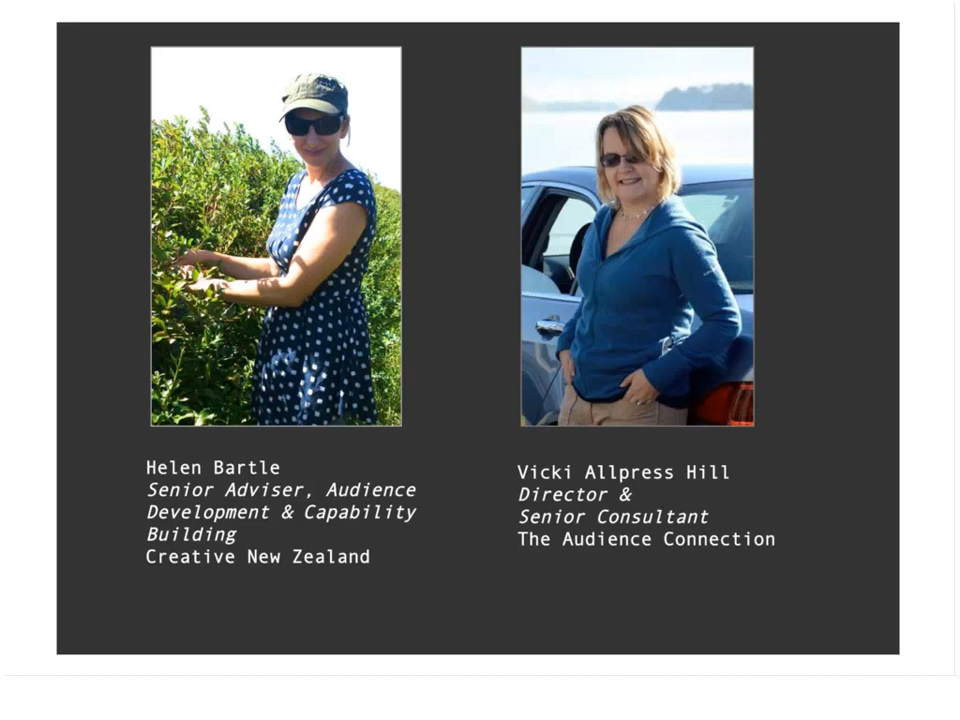 Helen Bartle
Senior Adviser, Audience
Development & Capability
Building
Creative New Zealand
Vicki Allpress Hill
Director &
Senior Consultant
The Audience Connection